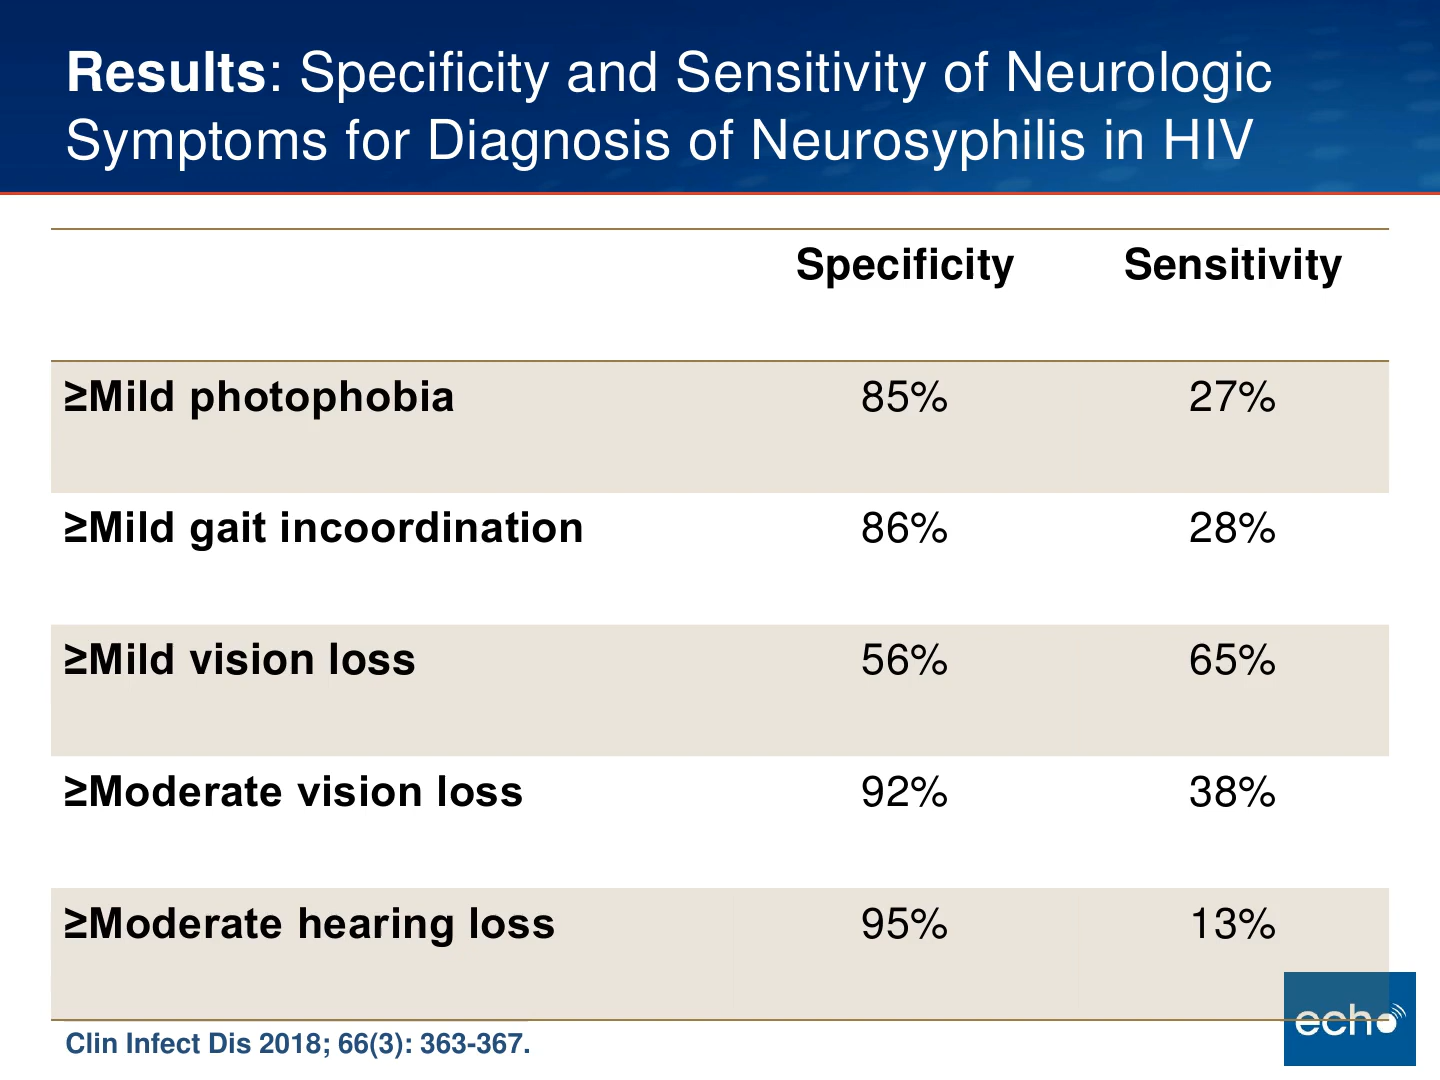 Results: Specificity and Sensitivity of Neurologic
Symptoms for Diagnosis of Neurosyphilis in HIV
Specificity Sensitivity
≥Mild photophobia 85% 27%
≥Mild gait incoordination 86% 28%
≥Mild vision loss 56% 65%
≥Moderate vision loss 92% 38%
≥Moderate hearing loss 95% 13%
Clin Infect Dis 2018; 66(3): 363-367.
echo